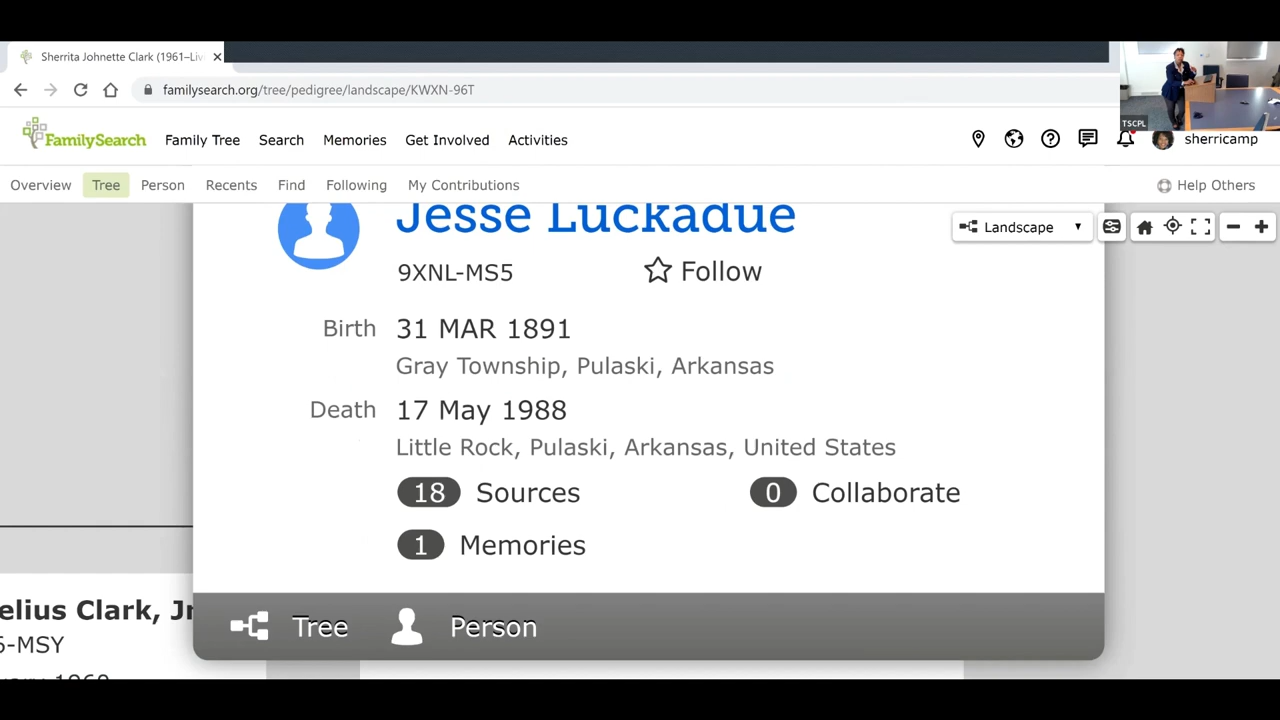 Sherrita Johnette Clark (1961–Liv
familysearch.org/tree/pedigree/landscape/KWXN-96T
TSCPL
FamilySearch Family Tree Search Memories Get Involved Activities sherricamp
Overview Tree Person Recents Find Following My Contributions Help Others
Jesse Luckadue
Landscape
9XNL-MS5 Follow
Birth 31 MAR 1891
Gray Township, Pulaski, Arkansas
Death 17 May 1988
Little Rock, Pulaski, Arkansas, United States
18 Sources 0 Collaborate
1 Memories
elius Clark, Jr
Tree Person
5-MSY